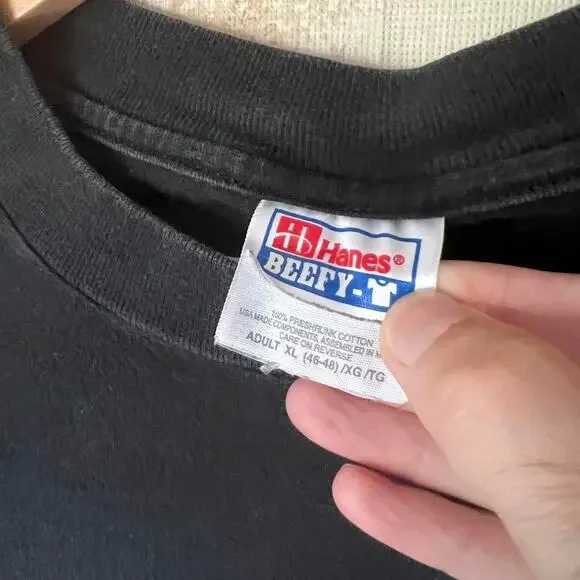 Hanes®
BEEFY-T
100% PRESHRUNK COTTON
USA MADE COMPONENTS, ASSEMBLED IN
CARE ON REVERSE
ADULT XL (46-48) /XG /TG